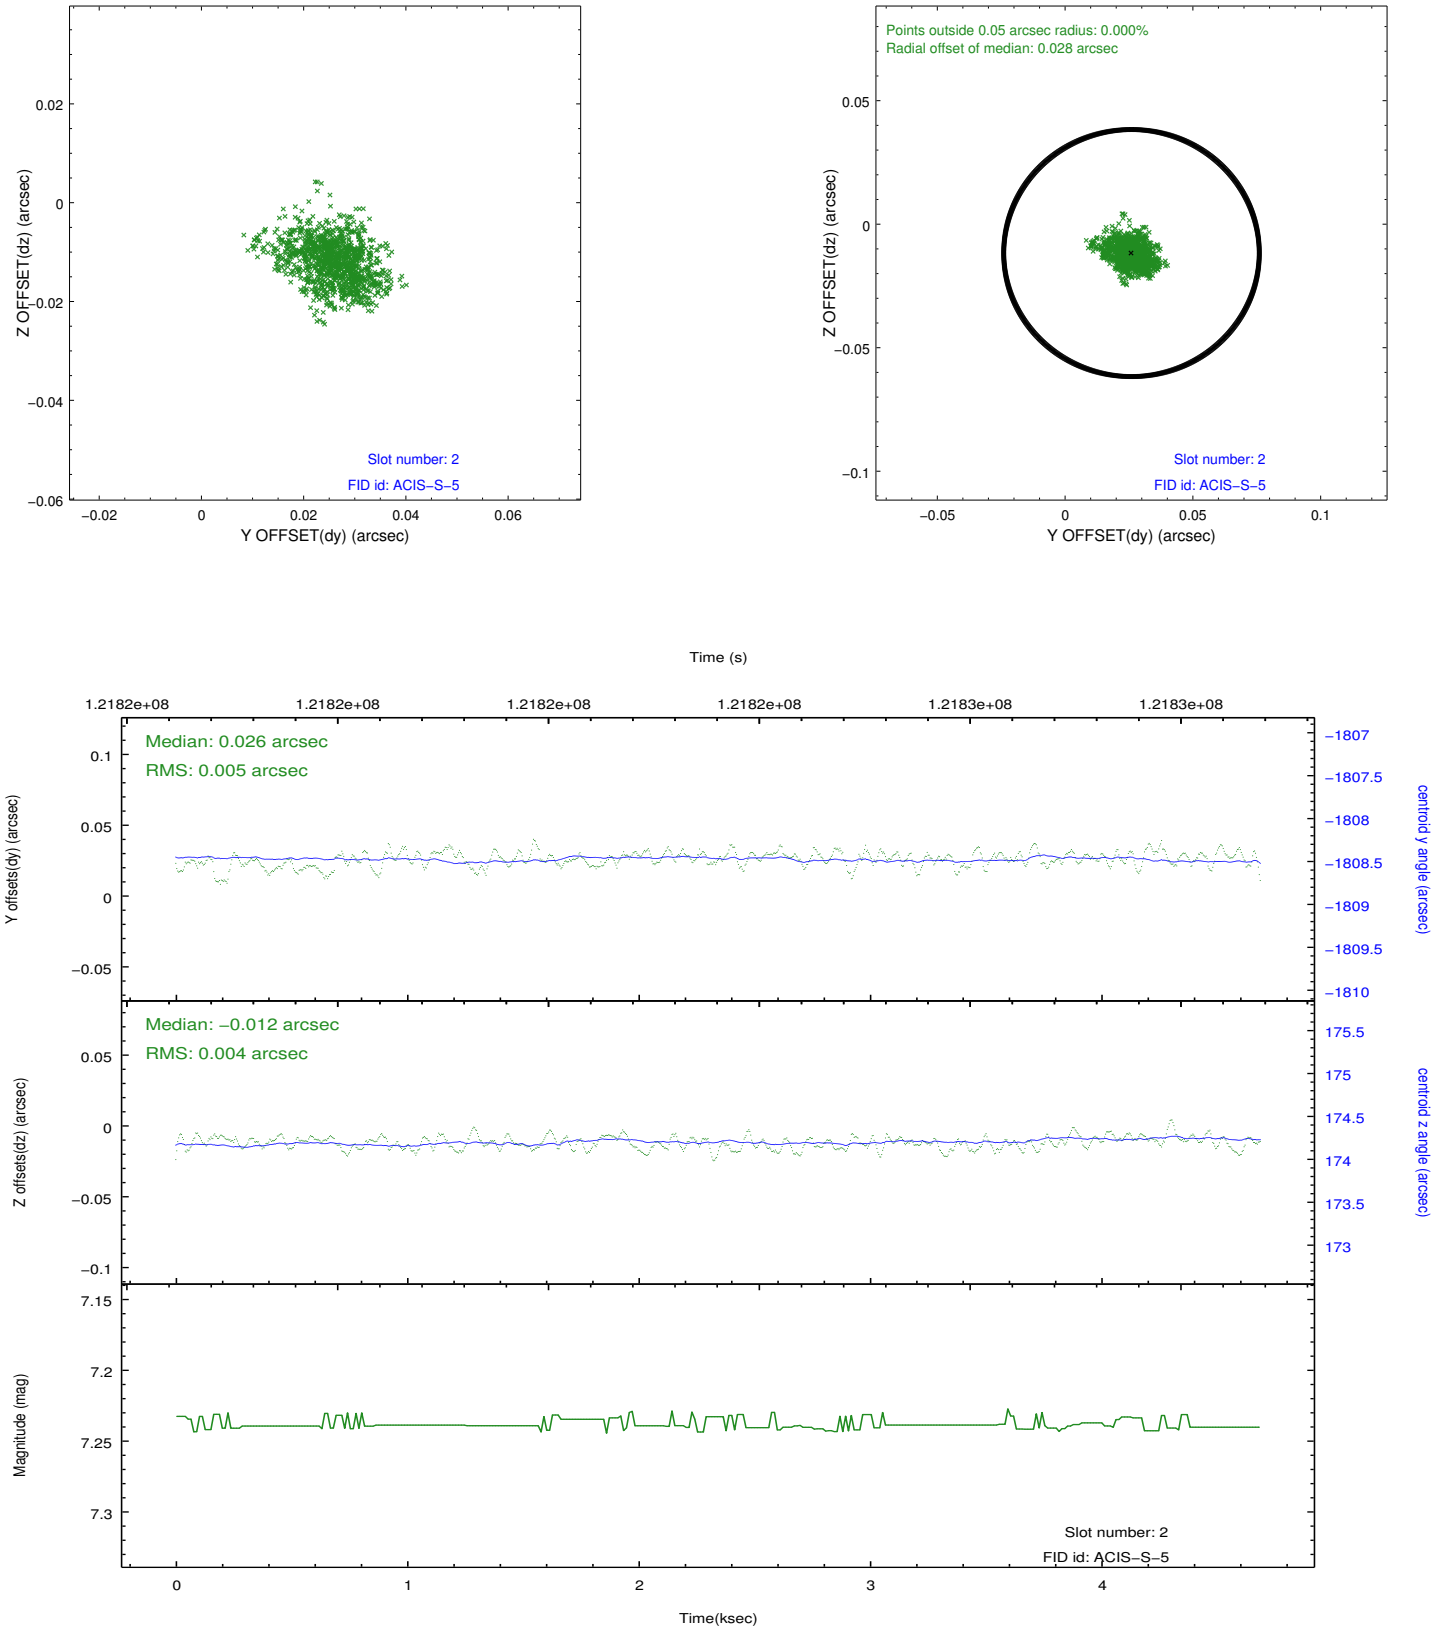 0.02
0
−0.02
−0.04
−0.06
Z OFFSET(dz) (arcsec)
Slot number: 2
FID id: ACIS−S−5
−0.02
0
0.02
0.04
0.06
Y OFFSET(dy) (arcsec)
Points outside 0.05 arcsec radius: 0.000%
Radial offset of median: 0.028 arcsec
0.05
0
−0.05
−0.1
Z OFFSET(dz) (arcsec)
Slot number: 2
FID id: ACIS−S−5
−0.05
0
0.05
0.1
Y OFFSET(dy) (arcsec)
Time (s)
1.2182e+08
1.2182e+08
1.2182e+08
1.2182e+08
1.2183e+08
1.2183e+08
Median: 0.026 arcsec
RMS: 0.005 arcsec
0.1
0.05
0
−0.05
Y offsets(dy) (arcsec)
−1807
−1807.5
−1808
−1808.5
−1809
−1809.5
−1810
centroid y angle (arcsec)
Median: −0.012 arcsec
RMS: 0.004 arcsec
0.05
0
−0.05
−0.1
Z offsets(dz) (arcsec)
175.5
175
174.5
174
173.5
173
centroid z angle (arcsec)
7.15
7.2
7.25
7.3
Magnitude (mag)
Slot number: 2
FID id: ACIS−S−5
0
1
2
3
4
Time(ksec)